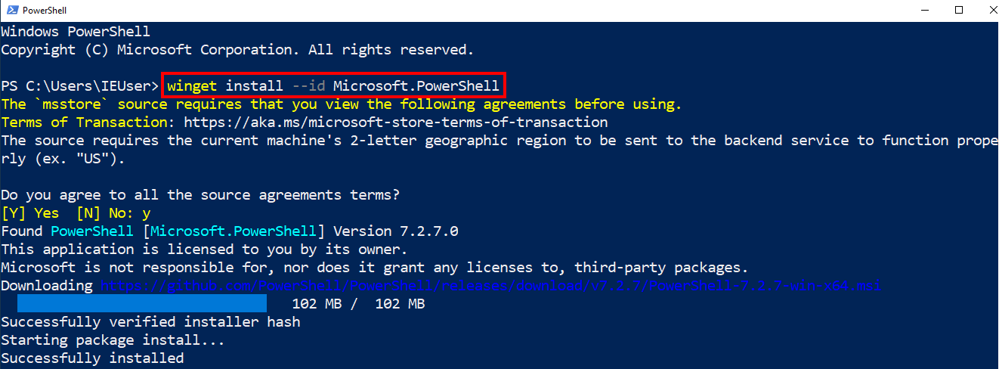 PowerShell
Windows PowerShell
Copyright (C) Microsoft Corporation. All rights reserved.
PS C:\Users\IEUser> winget install --id Microsoft.PowerShell
The `msstore` source requires that you view the following agreements before using.
Terms of Transaction: https://aka.ms/microsoft-store-terms-of-transaction
The source requires the current machine's 2-letter geographic region to be sent to the backend service to function prope
rly (ex. "US").
Do you agree to all the source agreements terms?
[Y] Yes  [N] No: y
Found PowerShell [Microsoft.PowerShell] Version 7.2.7.0
This application is licensed to you by its owner.
Microsoft is not responsible for, nor does it grant any licenses to, third-party packages.
Downloading https://github.com/PowerShell/PowerShell/releases/download/v7.2.7/PowerShell-7.2.7-win-x64.msi
102 MB /  102 MB
Successfully verified installer hash
Starting package install...
Successfully installed